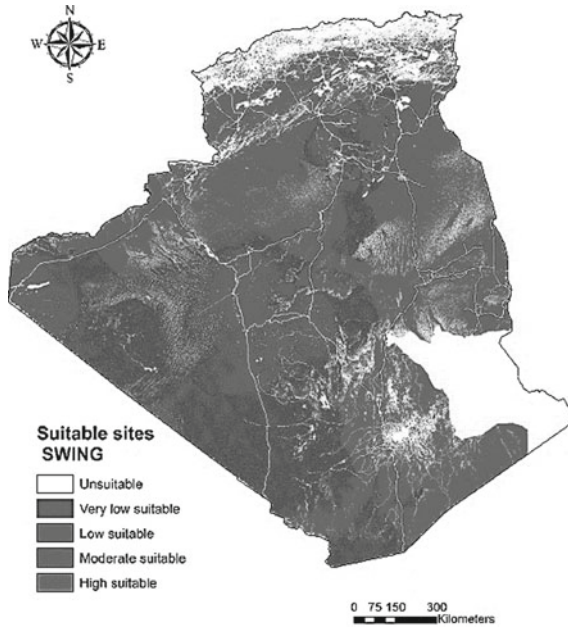 N
W E
S
Suitable sites
SWING
Unsuitable
Very low suitable
Low suitable
Moderate suitable
High suitable
0 75 150 300
Kilometers